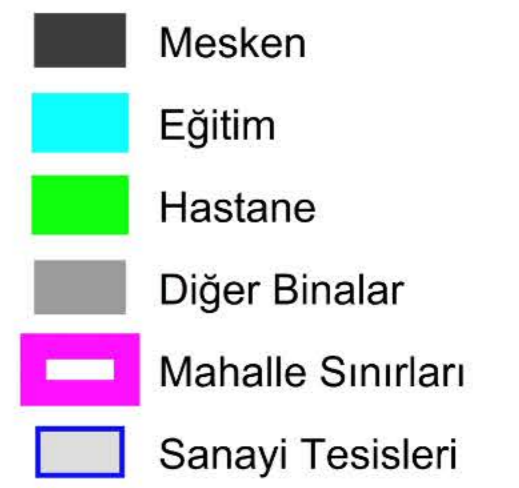 Mesken
Eğitim
Hastane
Diğer Binalar
Mahalle Sınırları
Sanayi Tesisleri